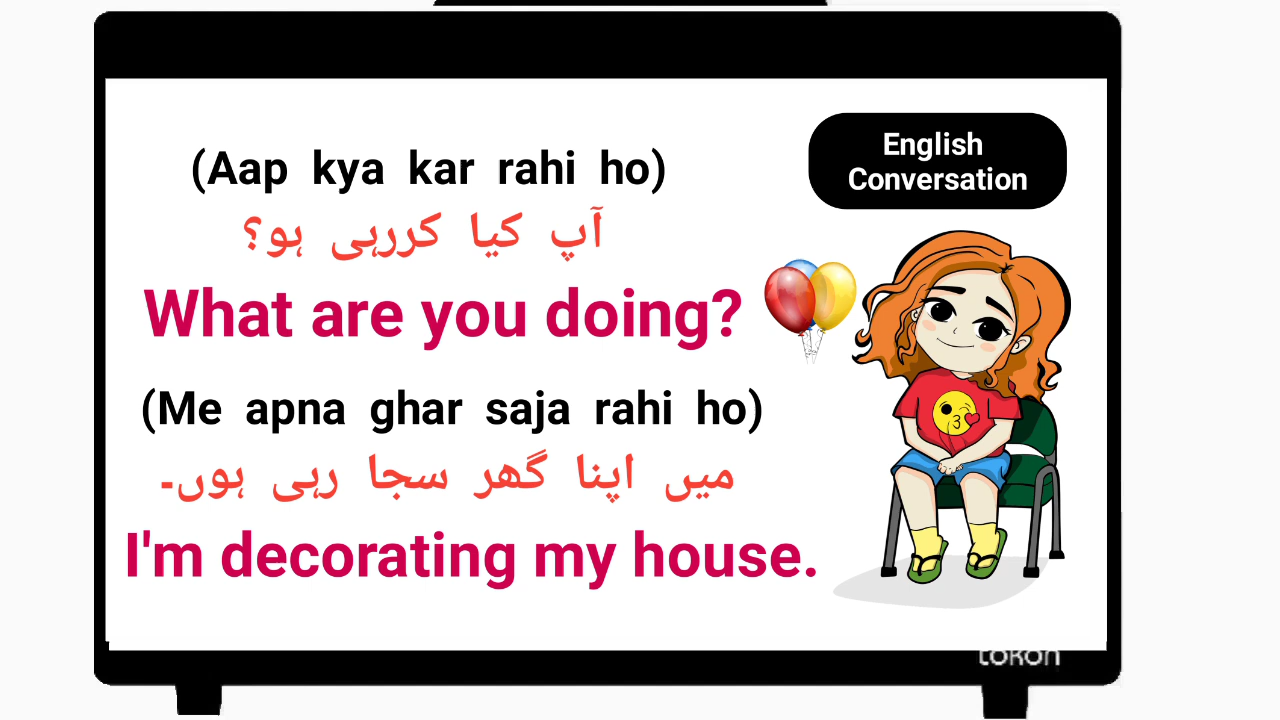 (Aap kya kar rahi ho)
آپ کیا کررہی ہو؟
What are you doing?
(Me apna ghar saja rahi ho)
میں اپنا گھر سجا رہی ہوں۔
I'm decorating my house.
English
Conversation